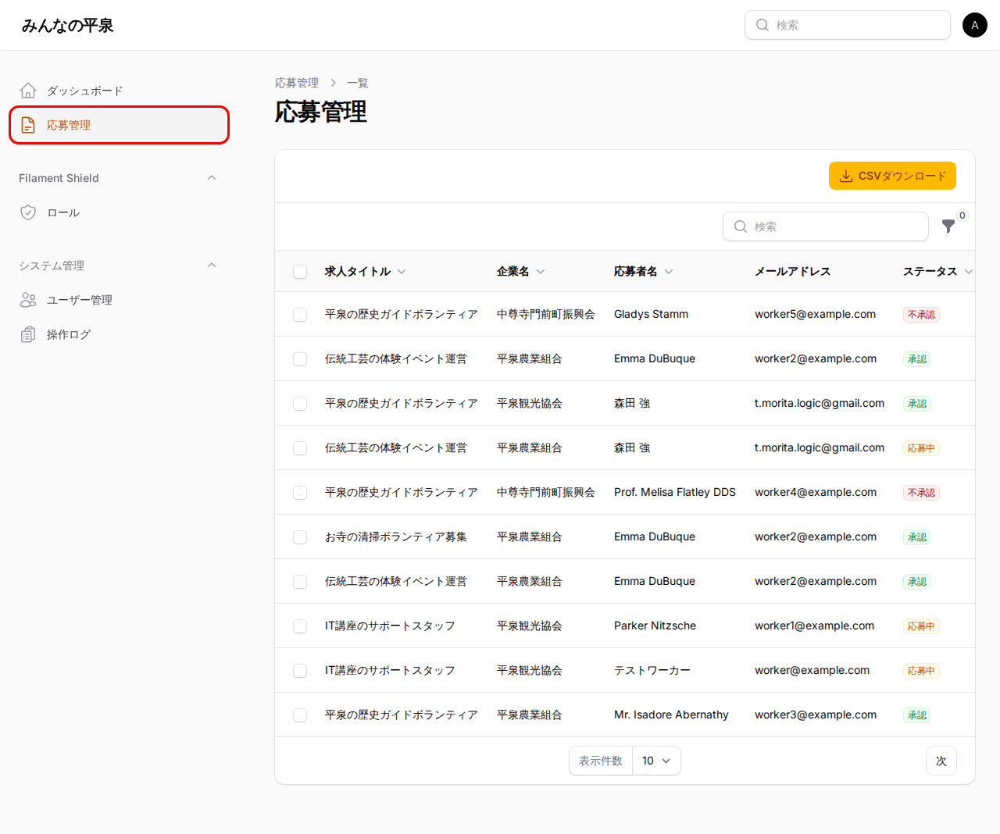 みんなの平泉
検索
A
ダッシュボード
応募管理
Filament Shield
ロール
システム管理
ユーザー管理
操作ログ
応募管理 一覧
応募管理
CSVダウンロード
検索
0
求人タイトル 企業名 応募者名 メールアドレス ステータス
平泉の歴史ガイドボランティア 中尊寺門前町振興会 Gladys Stamm worker5@example.com 不承認
伝統工芸の体験イベント運営 平泉農業組合 Emma DuBuque worker2@example.com 承認
平泉の歴史ガイドボランティア 平泉観光協会 森田 強 t.morita.logic@gmail.com 承認
伝統工芸の体験イベント運営 平泉農業組合 森田 強 t.morita.logic@gmail.com 応募中
平泉の歴史ガイドボランティア 中尊寺門前町振興会 Prof. Melisa Flatley DDS worker4@example.com 不承認
お寺の清掃ボランティア募集 平泉農業組合 Emma DuBuque worker2@example.com 承認
伝統工芸の体験イベント運営 平泉農業組合 Emma DuBuque worker2@example.com 承認
IT講座のサポートスタッフ 平泉観光協会 Parker Nitzsche worker1@example.com 応募中
IT講座のサポートスタッフ 平泉観光協会 テストワーカー worker@example.com 応募中
平泉の歴史ガイドボランティア 平泉農業組合 Mr. Isadore Abernathy worker3@example.com 承認
表示件数 10
次